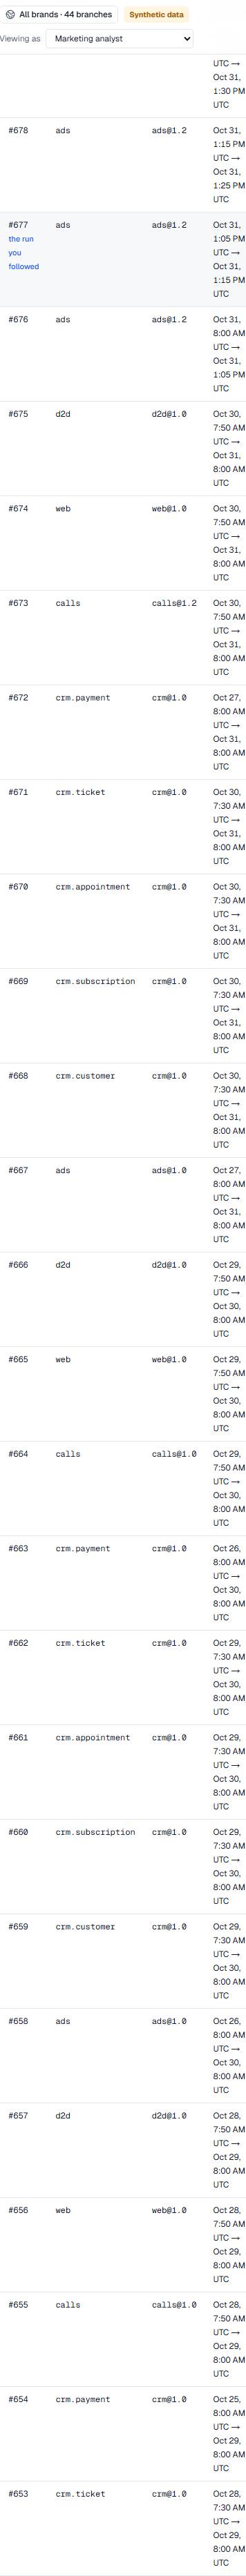 All brands · 44 branches Synthetic data
Viewing as Marketing analyst
UTC →
Oct 31,
1:30 PM
UTC
#678 ads ads@1.2 Oct 31,
1:15 PM
UTC →
Oct 31,
1:25 PM
UTC
#677 ads ads@1.2 Oct 31,
the run 1:05 PM
you UTC →
followed Oct 31,
1:15 PM
UTC
#676 ads ads@1.2 Oct 31,
8:00 AM
UTC →
Oct 31,
1:05 PM
UTC
#675 d2d d2d@1.0 Oct 30,
7:50 AM
UTC →
Oct 31,
8:00 AM
UTC
#674 web web@1.0 Oct 30,
7:50 AM
UTC →
Oct 31,
8:00 AM
UTC
#673 calls calls@1.2 Oct 30,
7:50 AM
UTC →
Oct 31,
8:00 AM
UTC
#672 crm.payment crm@1.0 Oct 27,
8:00 AM
UTC →
Oct 31,
8:00 AM
UTC
#671 crm.ticket crm@1.0 Oct 30,
7:30 AM
UTC →
Oct 31,
8:00 AM
UTC
#670 crm.appointment crm@1.0 Oct 30,
7:30 AM
UTC →
Oct 31,
8:00 AM
UTC
#669 crm.subscription crm@1.0 Oct 30,
7:30 AM
UTC →
Oct 31,
8:00 AM
UTC
#668 crm.customer crm@1.0 Oct 30,
7:30 AM
UTC →
Oct 31,
8:00 AM
UTC
#667 ads ads@1.0 Oct 27,
8:00 AM
UTC →
Oct 31,
8:00 AM
UTC
#666 d2d d2d@1.0 Oct 29,
7:50 AM
UTC →
Oct 30,
8:00 AM
UTC
#665 web web@1.0 Oct 29,
7:50 AM
UTC →
Oct 30,
8:00 AM
UTC
#664 calls calls@1.0 Oct 29,
7:50 AM
UTC →
Oct 30,
8:00 AM
UTC
#663 crm.payment crm@1.0 Oct 26,
8:00 AM
UTC →
Oct 30,
8:00 AM
UTC
#662 crm.ticket crm@1.0 Oct 29,
7:30 AM
UTC →
Oct 30,
8:00 AM
UTC
#661 crm.appointment crm@1.0 Oct 29,
7:30 AM
UTC →
Oct 30,
8:00 AM
UTC
#660 crm.subscription crm@1.0 Oct 29,
7:30 AM
UTC →
Oct 30,
8:00 AM
UTC
#659 crm.customer crm@1.0 Oct 29,
7:30 AM
UTC →
Oct 30,
8:00 AM
UTC
#658 ads ads@1.0 Oct 26,
8:00 AM
UTC →
Oct 30,
8:00 AM
UTC
#657 d2d d2d@1.0 Oct 28,
7:50 AM
UTC →
Oct 29,
8:00 AM
UTC
#656 web web@1.0 Oct 28,
7:50 AM
UTC →
Oct 29,
8:00 AM
UTC
#655 calls calls@1.0 Oct 28,
7:50 AM
UTC →
Oct 29,
8:00 AM
UTC
#654 crm.payment crm@1.0 Oct 25,
8:00 AM
UTC →
Oct 29,
8:00 AM
UTC
#653 crm.ticket crm@1.0 Oct 28,
7:30 AM
UTC →
Oct 29,
8:00 AM
UTC